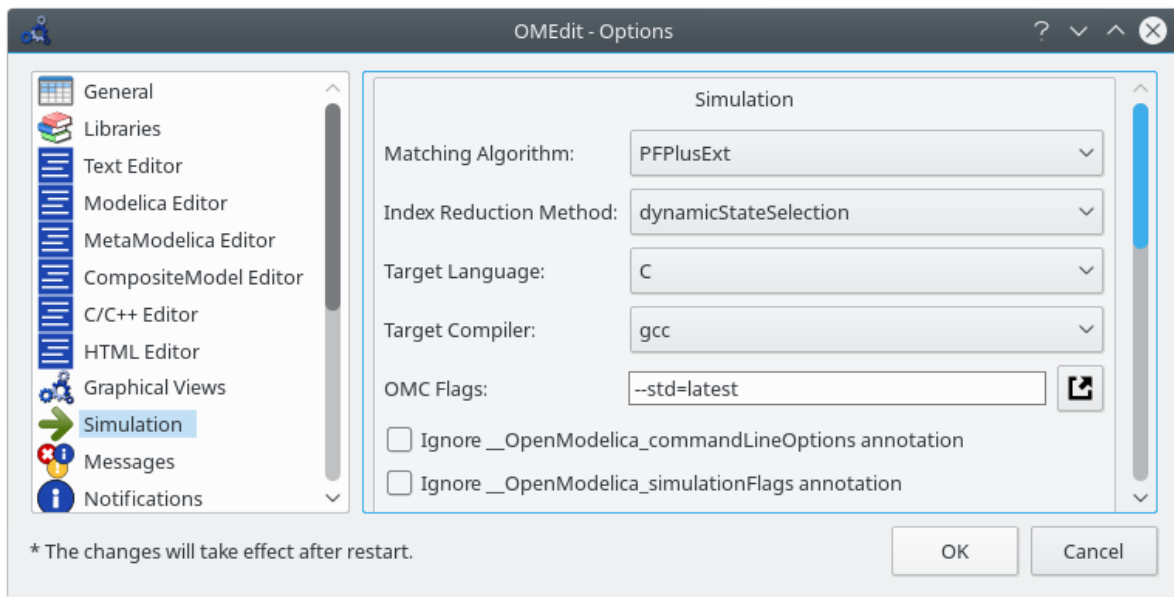 OMEdit - Options
General
Libraries
Text Editor
Modelica Editor
MetaModelica Editor
CompositeModel Editor
C/C++ Editor
HTML Editor
Graphical Views
Simulation
Messages
Notifications
Simulation
Matching Algorithm: PFPlusExt
Index Reduction Method: dynamicStateSelection
Target Language: C
Target Compiler: gcc
OMC Flags: --std=latest
Ignore __OpenModelica_commandLineOptions annotation
Ignore __OpenModelica_simulationFlags annotation
* The changes will take effect after restart.
OK
Cancel